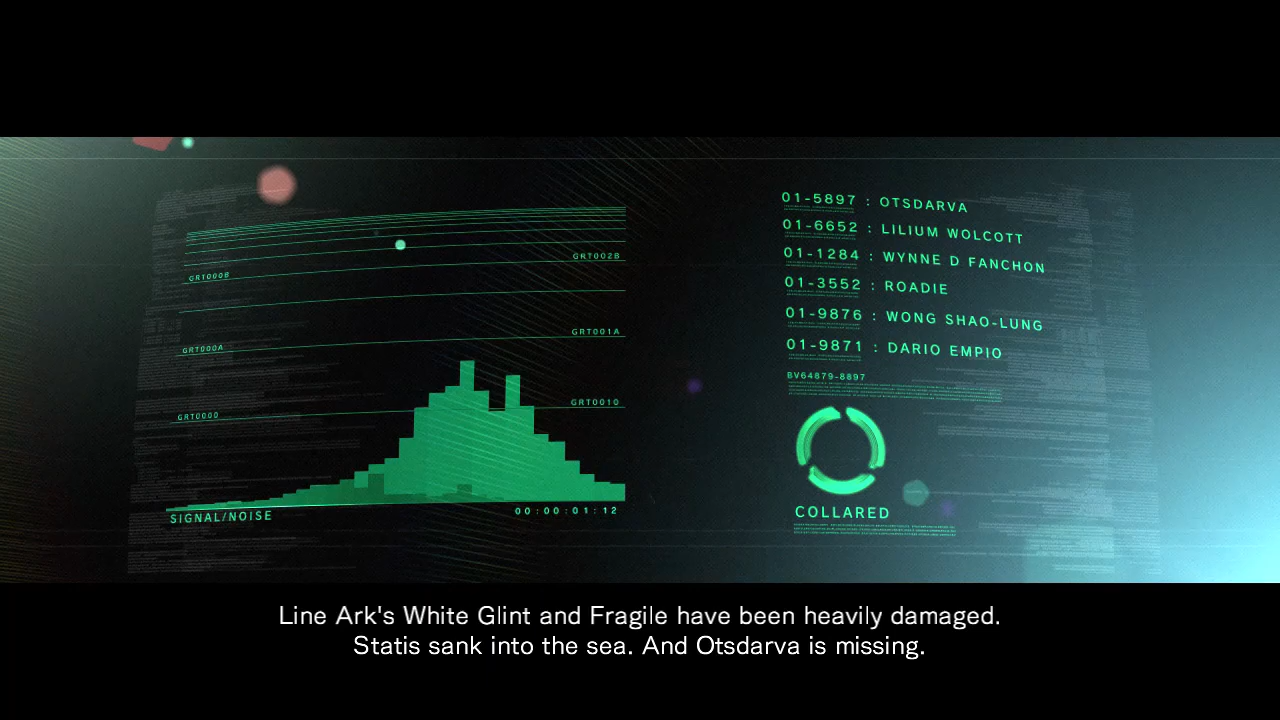 GRT000B
GRT002B
GRT000A
GRT001A
GRT0000
GRT0010
SIGNAL/NOISE
00:00:01:12
01-5897 : OTSDARVA
01-6652 : LILIUM WOLCOTT
01-1284 : WYNNE D FANCHON
01-3552 : ROADIE
01-9876 : WONG SHAO-LUNG
01-9871 : DARIO EMPIO
BV64879-8897
COLLARED
Line Ark's White Glint and Fragile have been heavily damaged.
Statis sank into the sea. And Otsdarva is missing.